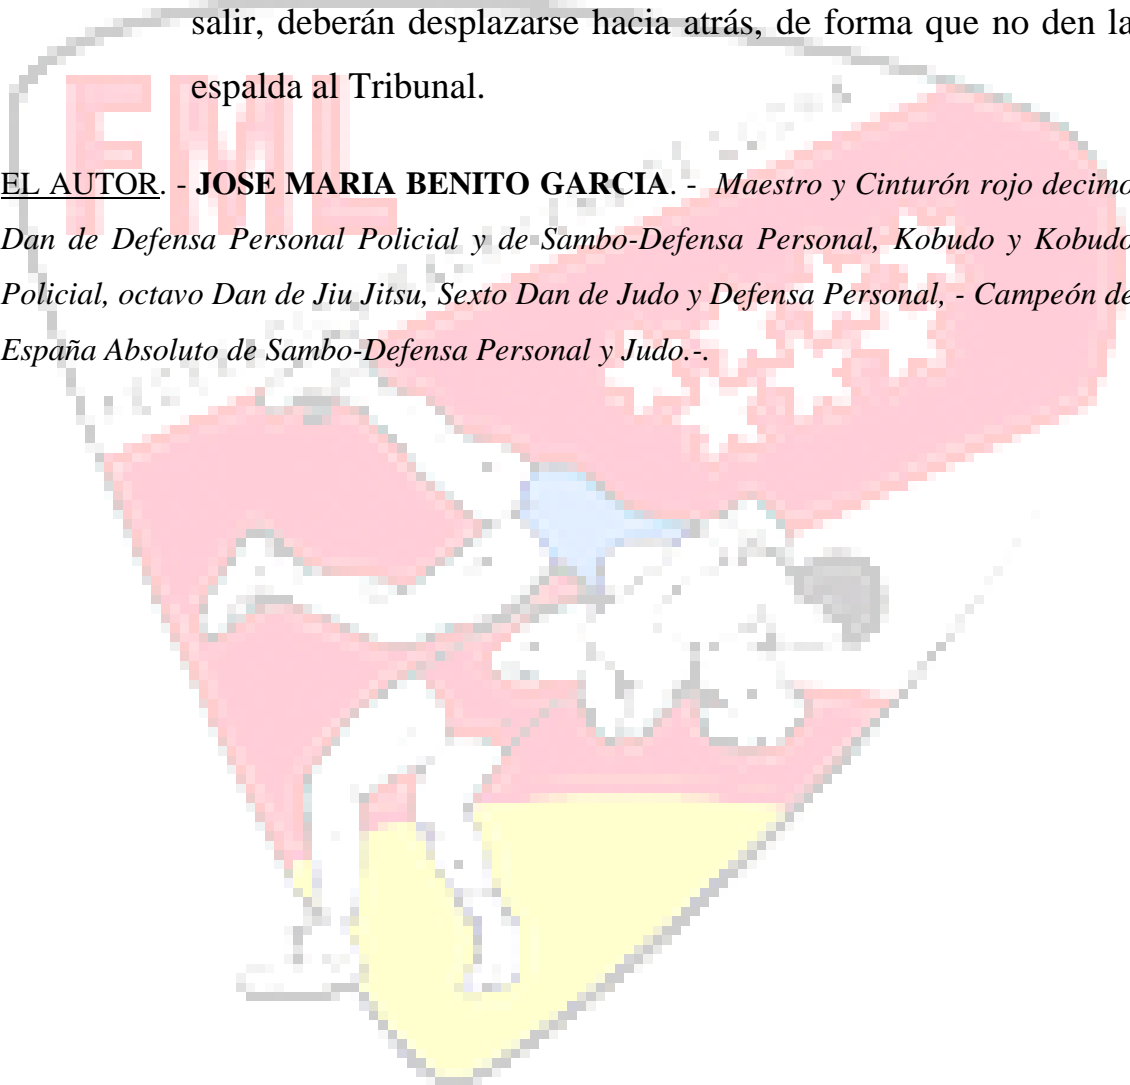 salir, deberán desplazarse hacia atrás, de forma que no den la
espalda al Tribunal.
FML
EL AUTOR. - JOSE MARIA BENITO GARCIA. - Maestro y Cinturón rojo decimo
Dan de Defensa Personal Policial y de Sambo-Defensa Personal, Kobudo y Kobudo
Policial, octavo Dan de Jiu Jitsu, Sexto Dan de Judo y Defensa Personal, - Campeón de
España Absoluto de Sambo-Defensa Personal y Judo.-.